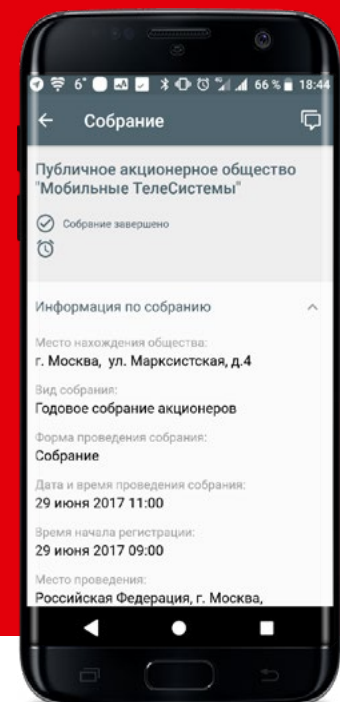 6°
66 %
18:44
Собрание
Публичное акционерное общество
"Мобильные ТелеСистемы"
Собрание завершено
Информация по собранию
Место нахождения общества:
г. Москва,  ул. Марксистская, д.4
Вид собрания:
Годовое собрание акционеров
Форма проведения собрания:
Собрание
Дата и время проведения собрания:
29 июня 2017 11:00
Время начала регистрации:
29 июня 2017 09:00
Место проведения:
Российская Федерация, г. Москва,